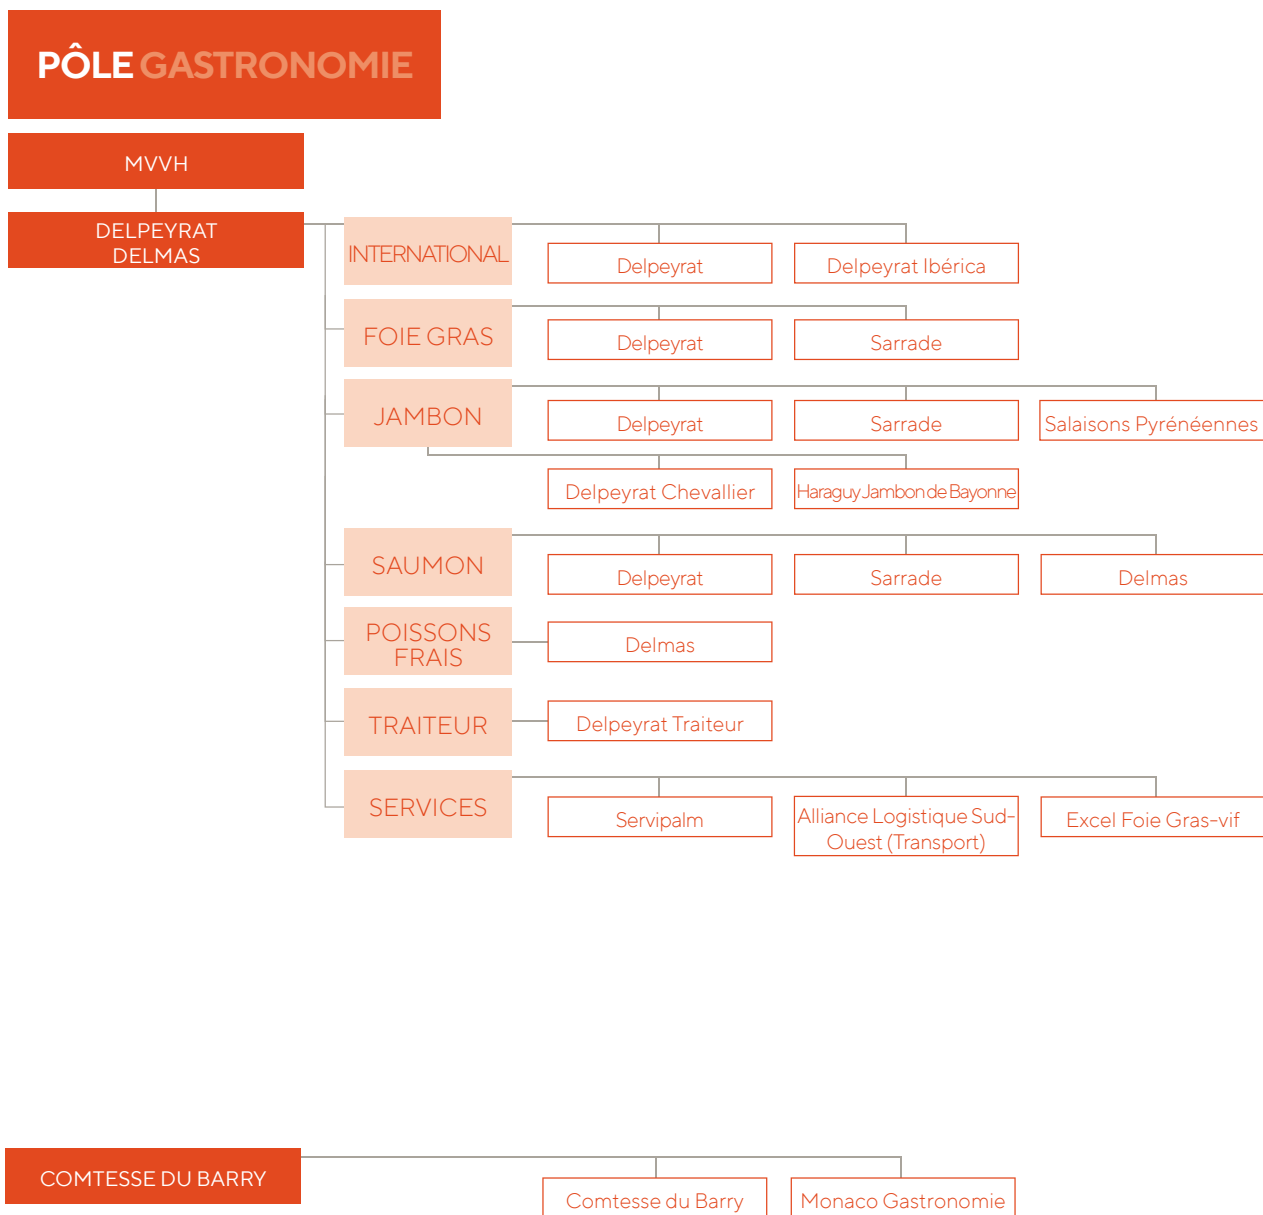 PÔLE GASTRONOMIE
MVVH
DELPEYRAT
DELMAS
INTERNATIONAL
Delpeyrat
Delpeyrat Ibérica
FOIE GRAS
Delpeyrat
Sarrade
JAMBON
Delpeyrat
Sarrade
Salaisons Pyrénéennes
Delpeyrat Chevallier
Haraguy Jambon de Bayonne
SAUMON
Delpeyrat
Sarrade
Delmas
POISSONS
FRAIS
Delmas
TRAITEUR
Delpeyrat Traiteur
SERVICES
Servipalm
Alliance Logistique Sud-
Ouest (Transport)
Excel Foie Gras-vif
COMTESSE DU BARRY
Comtesse du Barry
Monaco Gastronomie